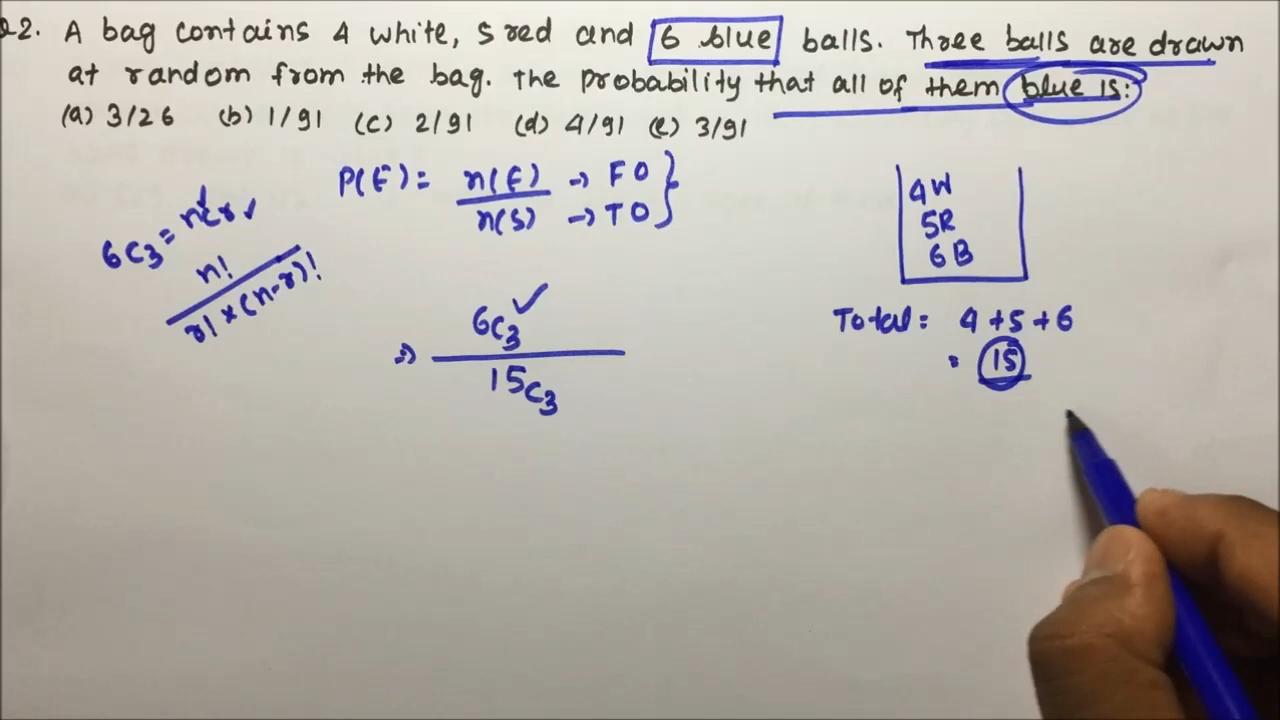 Q2. A bag contains 4 white, 5 red and 6 blue balls. Three balls are drawn
at random from the bag. The probability that all of them blue is:
(a) 3/26 (b) 1/91 (c) 2/91 (d) 4/91 (e) 3/91
P(E) = n(E)/n(S) → FO → TO }
6C3 = nCr ✓
n!/r! × (n-r)!
⇒ 6C3 ✓ / 15C3
4W
5R
6B
Total = 4+5+6
= 15